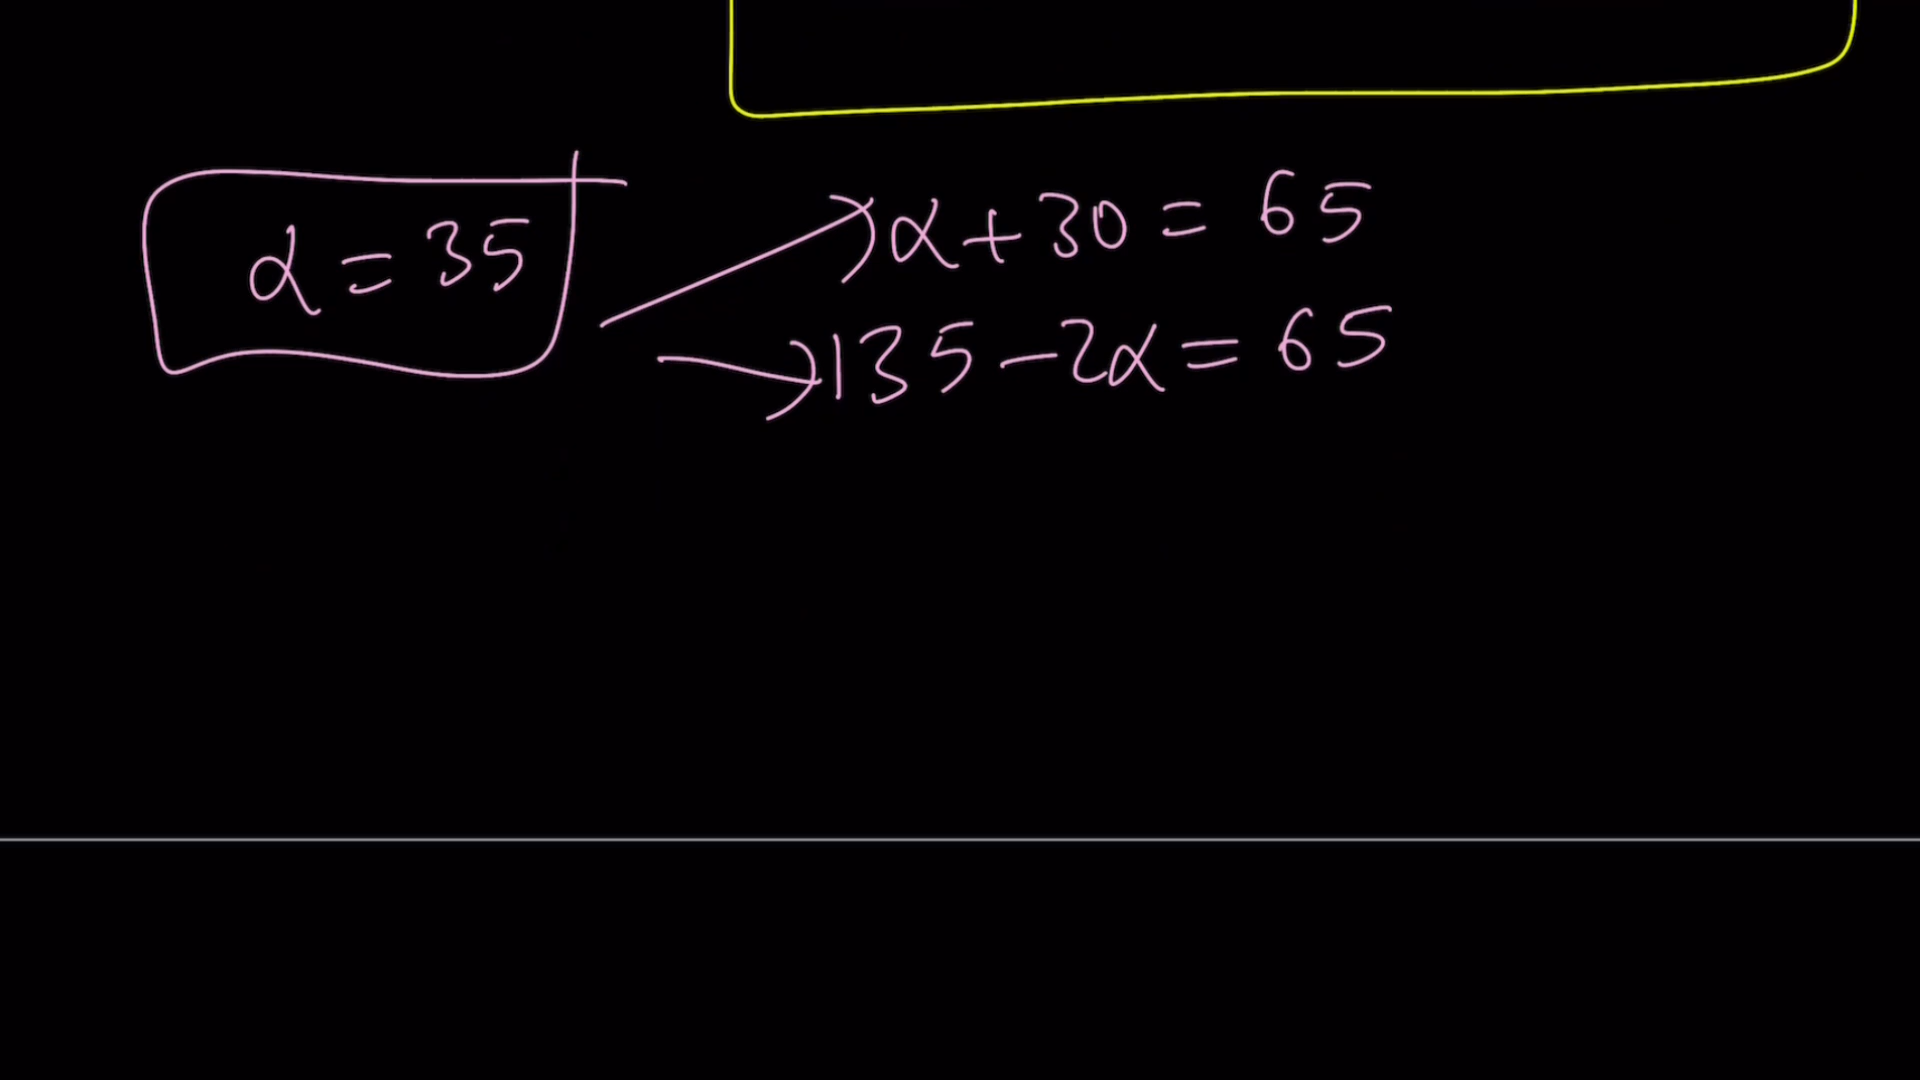 α = 35
α + 30 = 65
135 - 2α = 65